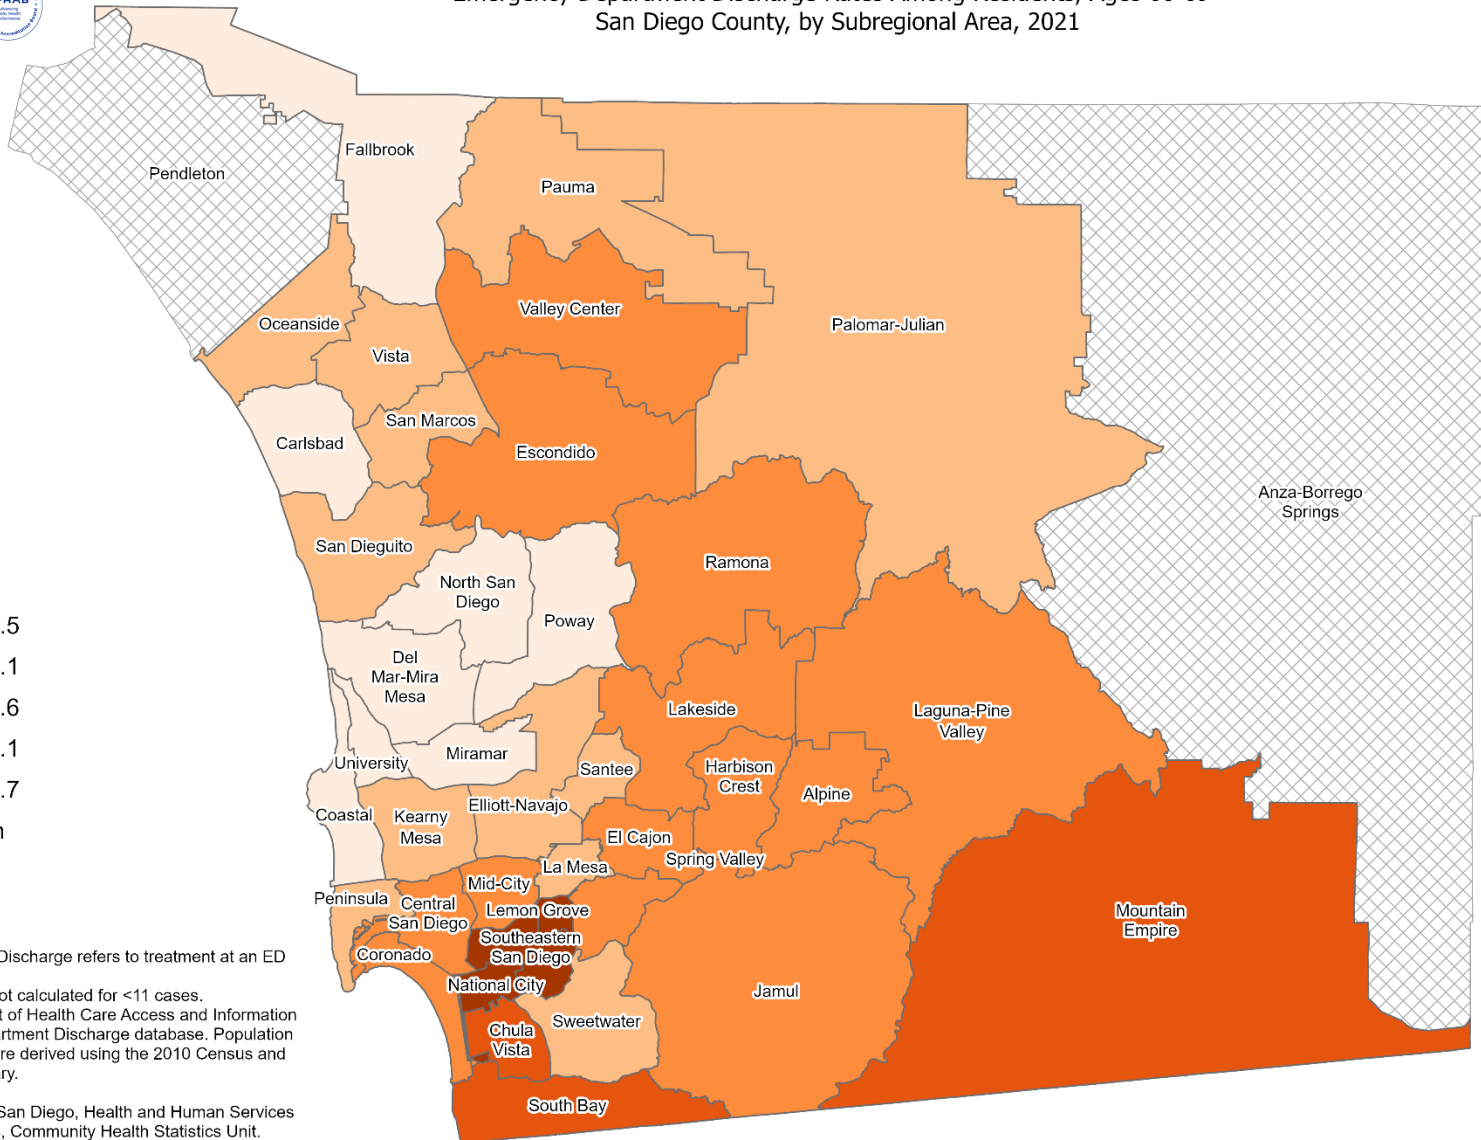 San Diego County, by Subregional Area, 2021
Fallbrook
Pendleton
Pauma
Valley Center
Oceanside
Palomar-Julian
Vista
San Marcos
Carlsbad
Escondido
Anza-Borrego
Springs
San Dieguito
Ramona
North San
Diego
Poway
.5
.1
.6
.1
.7
Del
Mar-Mira
Mesa
Lakeside
Laguna-Pine
Valley
Miramar
University
Santee
Harbison
Crest
Alpine
Elliott-Navajo
Coastal
Kearny
Mesa
El Cajon
Spring Valley
La Mesa
Mid-City
Peninsula
Central
San Diego
Lemon Grove
Mountain
Empire
Southeastern
San Diego
Coronado
National City
Jamul
Sweetwater
Chula
Vista
South Bay
Discharge refers to treatment at an ED
ot calculated for <11 cases.
t of Health Care Access and Information
artment Discharge database. Population
re derived using the 2010 Census and
ary.
San Diego, Health and Human Services
, Community Health Statistics Unit.